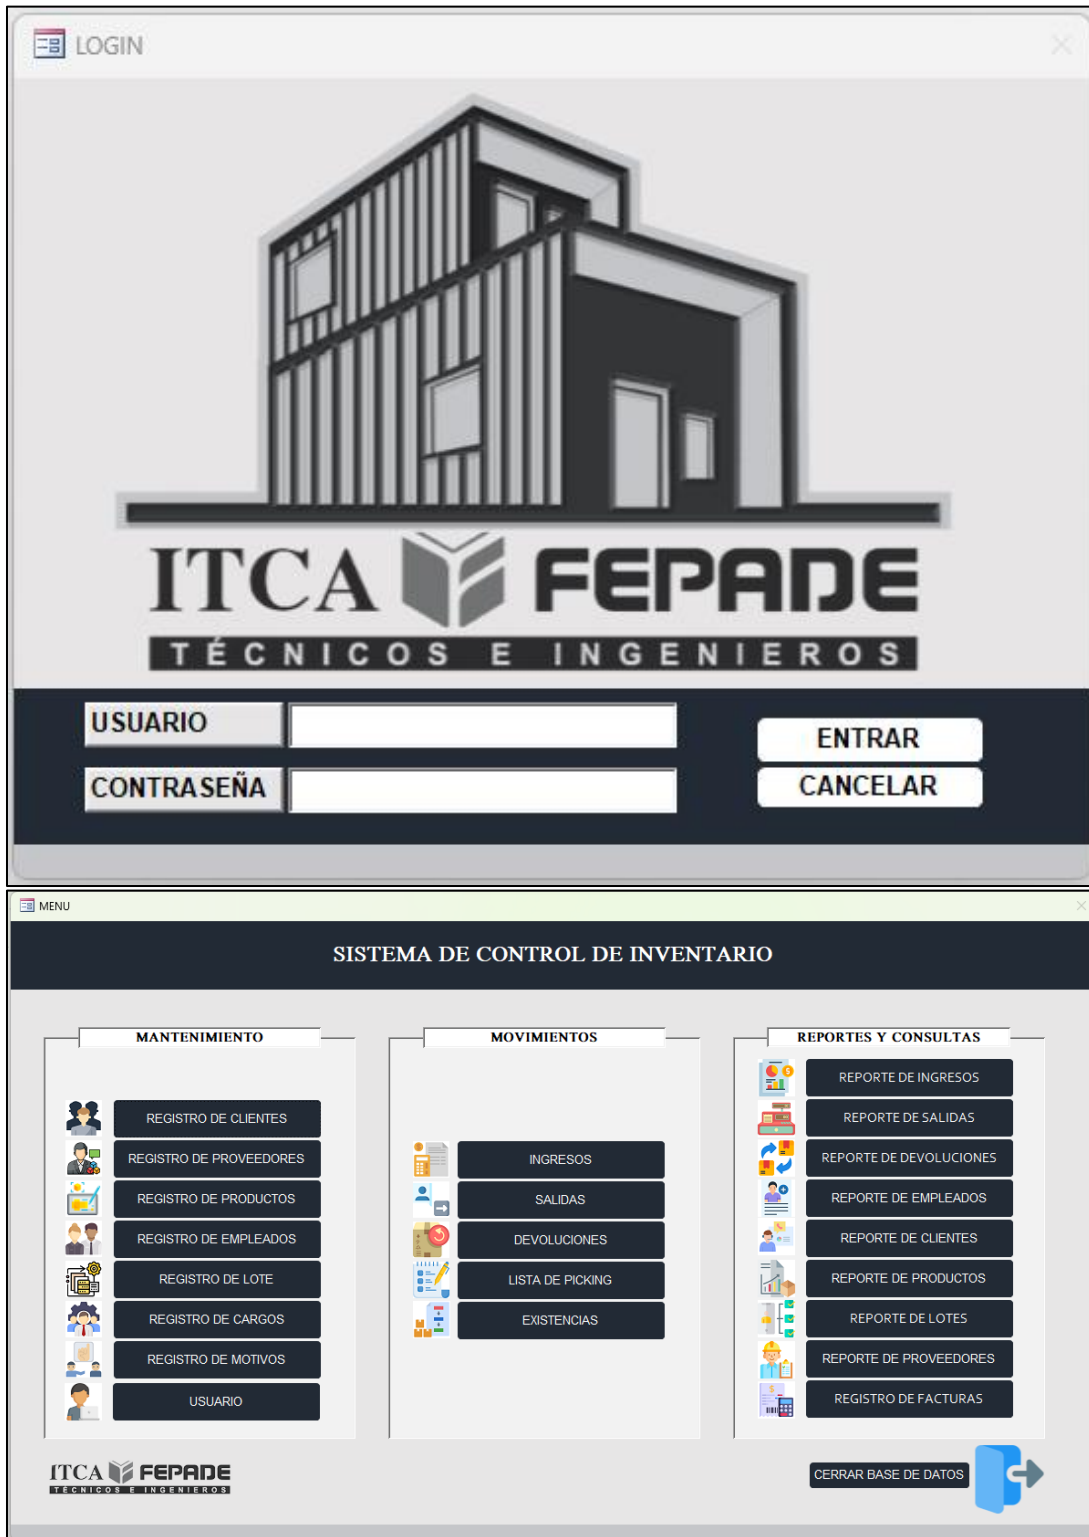 LOGIN
ITCA FEPADE
TÉCNICOS E INGENIEROS
USUARIO
ENTRAR
CONTRASEÑA
CANCELAR
MENU
SISTEMA DE CONTROL DE INVENTARIO
MANTENIMIENTO
REGISTRO DE CLIENTES
REGISTRO DE PROVEEDORES
REGISTRO DE PRODUCTOS
REGISTRO DE EMPLEADOS
REGISTRO DE LOTE
REGISTRO DE CARGOS
REGISTRO DE MOTIVOS
USUARIO
MOVIMIENTOS
INGRESOS
SALIDAS
DEVOLUCIONES
LISTA DE PICKING
EXISTENCIAS
REPORTES Y CONSULTAS
REPORTE DE INGRESOS
REPORTE DE SALIDAS
REPORTE DE DEVOLUCIONES
REPORTE DE EMPLEADOS
REPORTE DE CLIENTES
REPORTE DE PRODUCTOS
REPORTE DE LOTES
REPORTE DE PROVEEDORES
REGISTRO DE FACTURAS
ITCA FEPADE
TÉCNICOS E INGENIEROS
CERRAR BASE DE DATOS